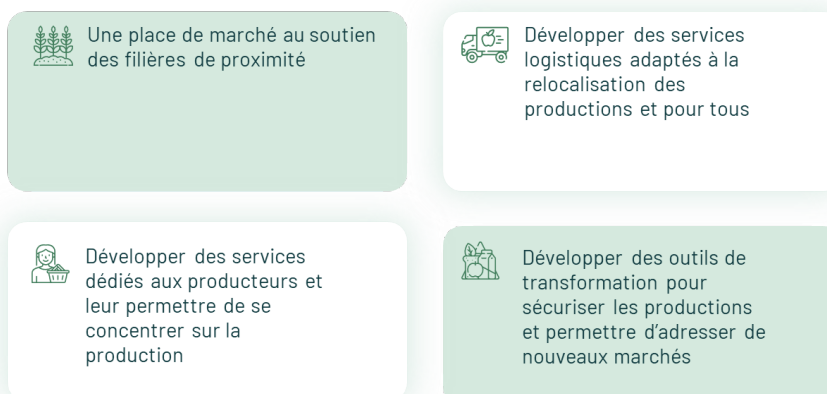 Une place de marché au soutien
des filières de proximité
Développer des services
logistiques adaptés à la
relocalisation des
productions et pour tous
Développer des services
dédiés aux producteurs et
leur permettre de se
concentrer sur la
production
Développer des outils de
transformation pour
sécuriser les productions
et permettre d'adresser de
nouveaux marchés